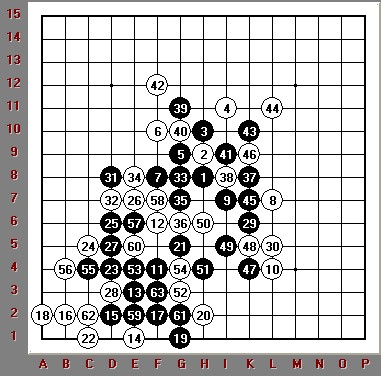 15
14
13
12 42
11 39 4 44
10 6 40 3 43
9 5 2 41 46
8 31 34 7 33 1 38 37
7 32 26 58 35 9 45 8
6 25 57 12 36 50 29
5 24 27 60 21 49 48 30
4 56 55 23 53 11 54 51 47 10
3 28 13 63 52
2 18 16 62 15 59 17 61 20
1 22 14 19
A B C D E F G H I K L M N O P